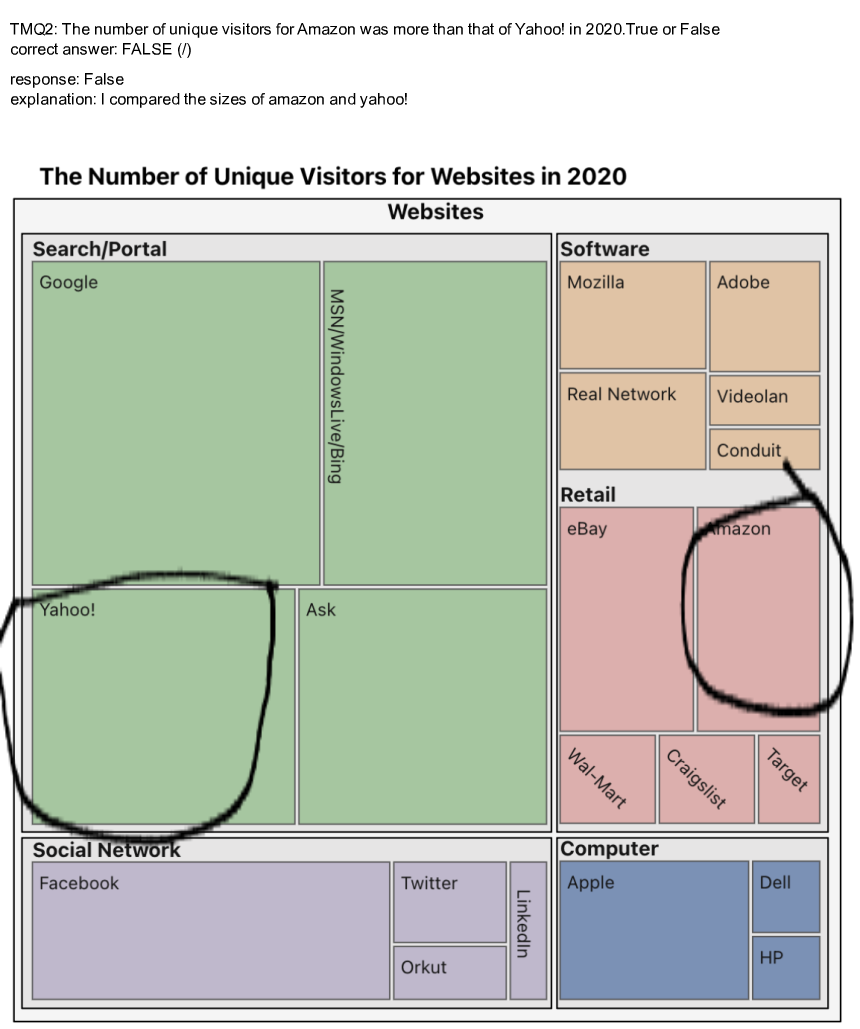 TMQ2: The number of unique visitors for Amazon was more than that of Yahoo! in 2020.True or False
correct answer: FALSE (/)
response: False
explanation: I compared the sizes of amazon and yahoo!
The Number of Unique Visitors for Websites in 2020
Websites
Search/Portal
Google
MSN/WindowsLive/Bing
Yahoo!
Ask
Software
Mozilla
Adobe
Real Network
Videolan
Conduit
Retail
eBay
Amazon
Wal-Mart
Craigslist
Target
Social Network
Facebook
Twitter
Orkut
LinkedIn
Computer
Apple
Dell
HP